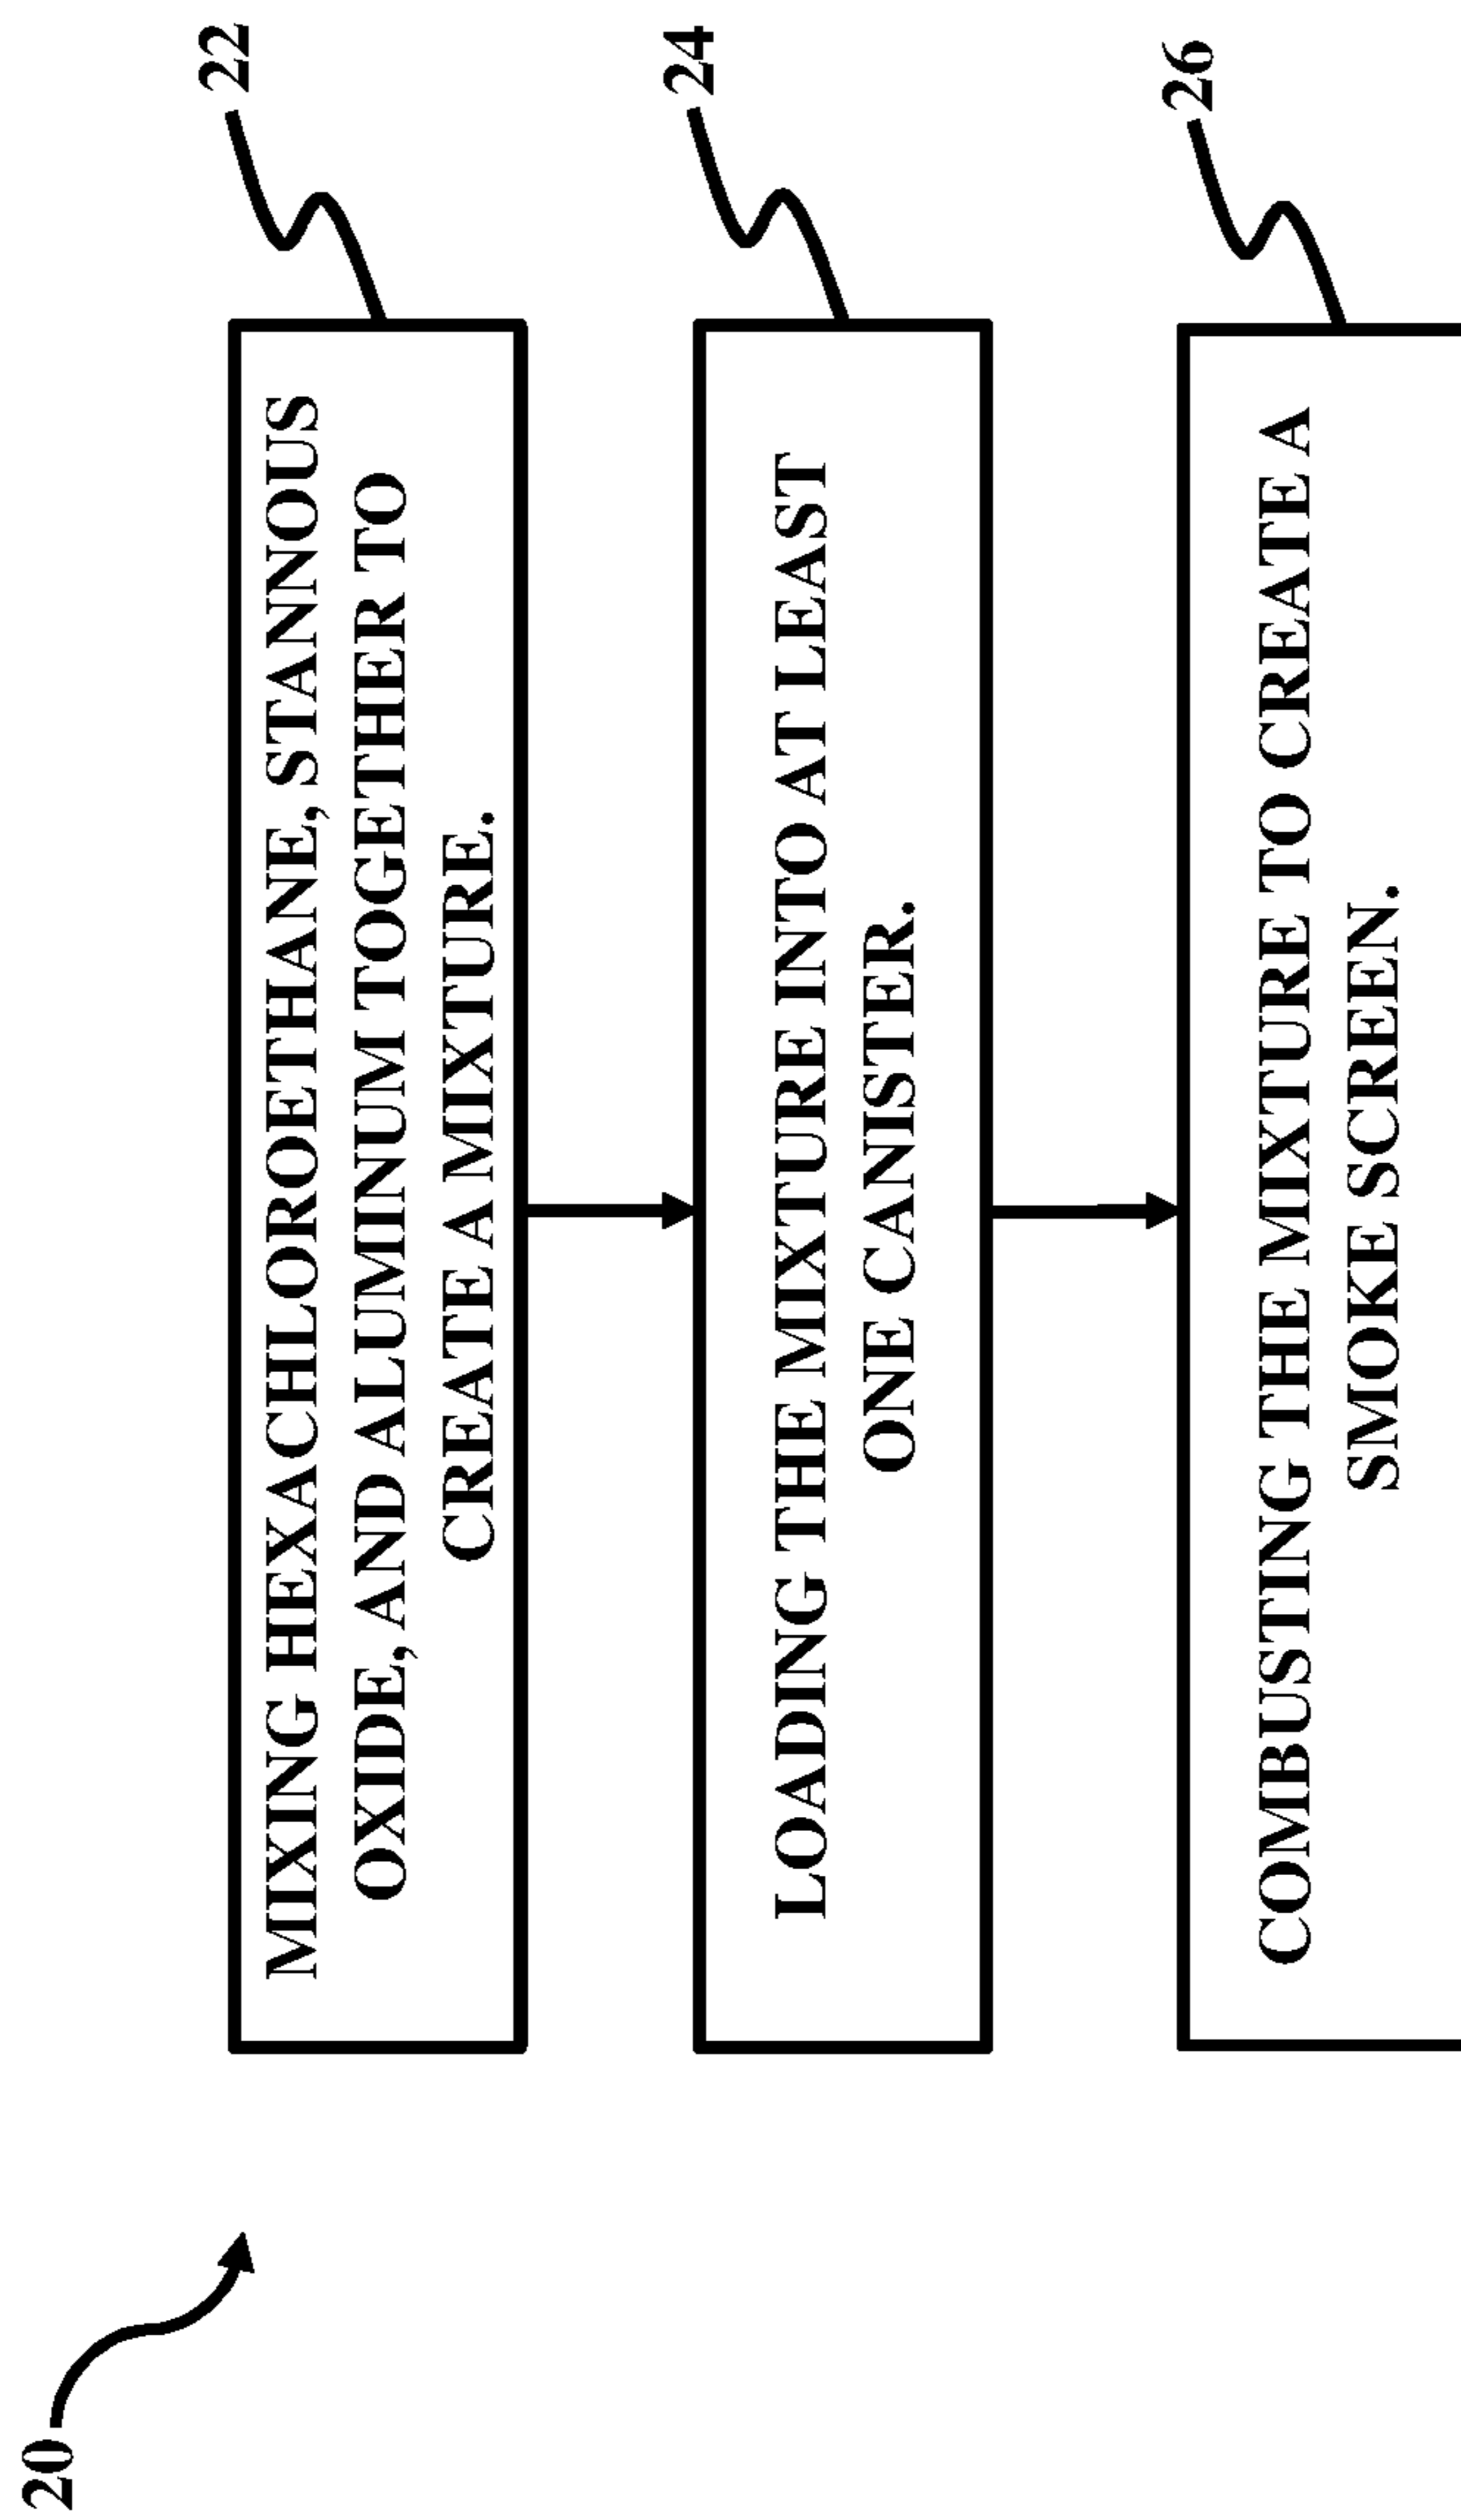 20
22
MIXING HEXACHLOROETHANE, STANNOUS
OXIDE, AND ALUMINUM TOGETHER TO
CREATE A MIXTURE.
24
LOADING THE MIXTURE INTO AT LEAST
ONE CANISTER.
26
COMBUSTING THE MIXTURE TO CREATE A
SMOKE SCREEN.